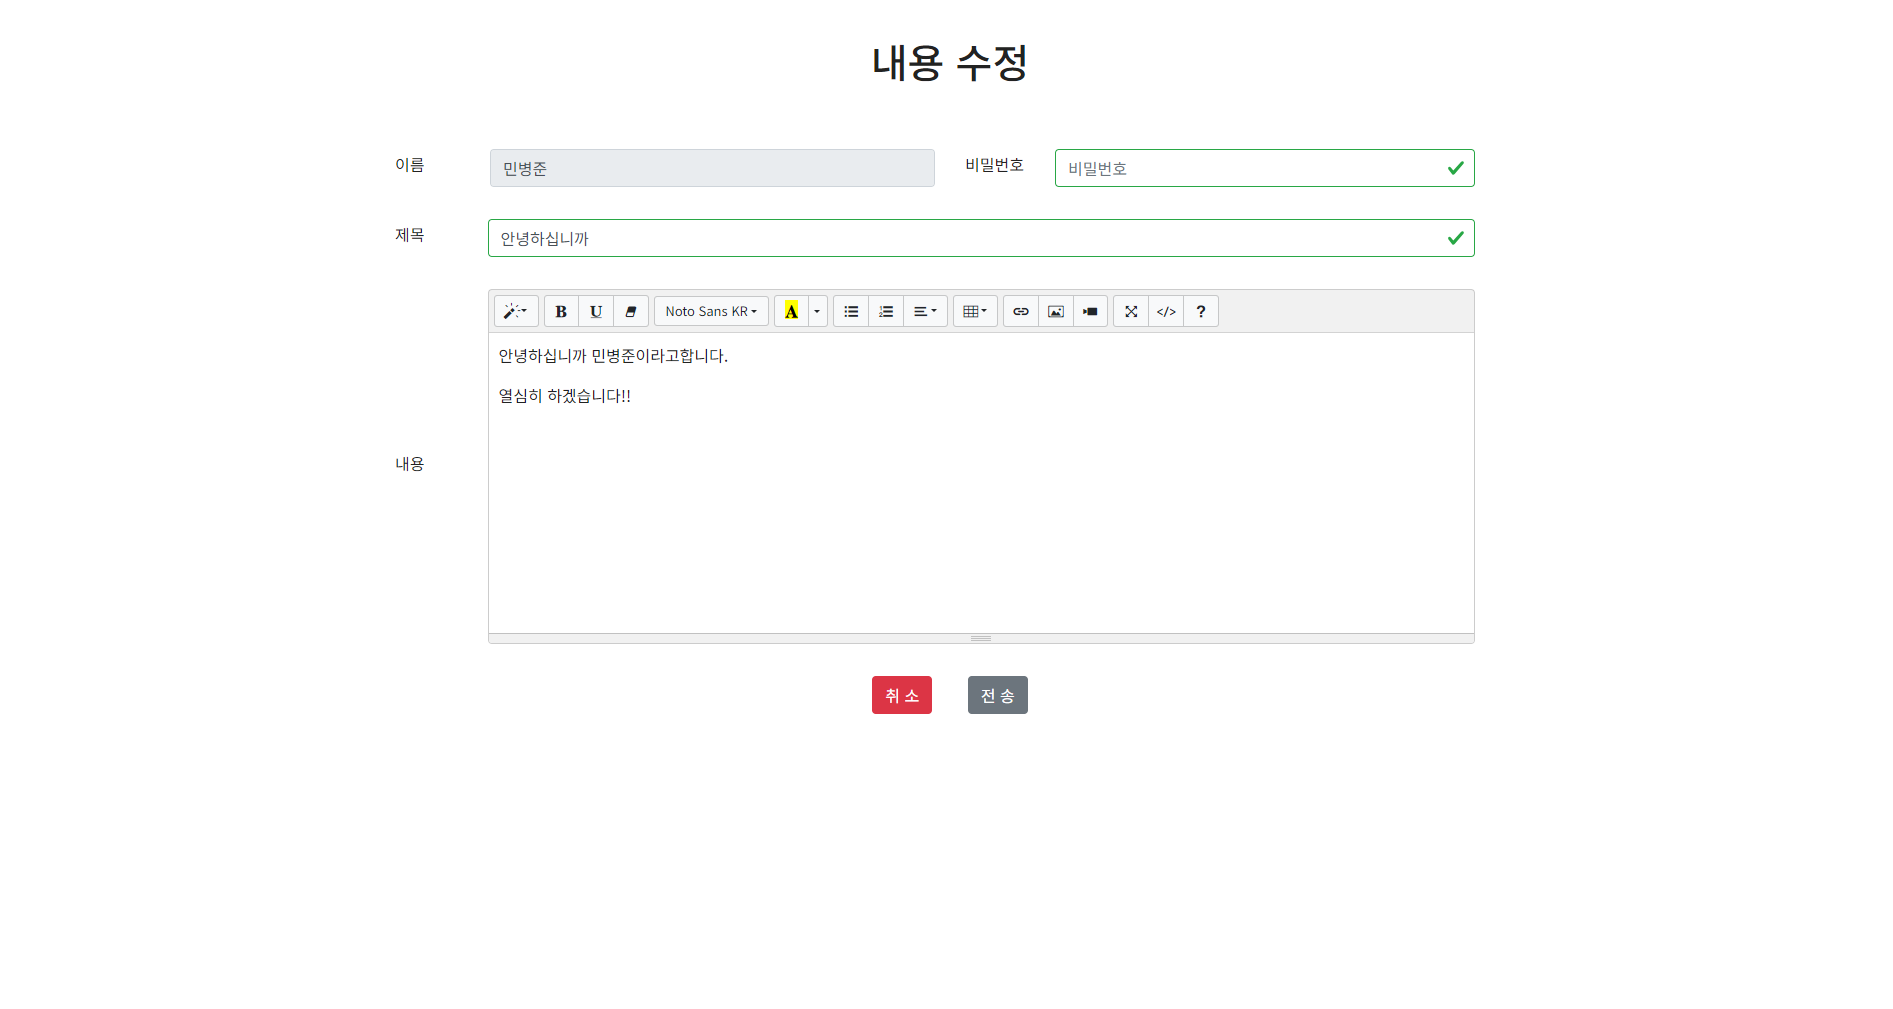 내용 수정
이름 민병준 비밀번호 비밀번호
제목 안녕하십니까
B U Noto Sans KR A </> ?
안녕하십니까 민병준이라고합니다.
열심히 하겠습니다!!
내용
취 소 전 송